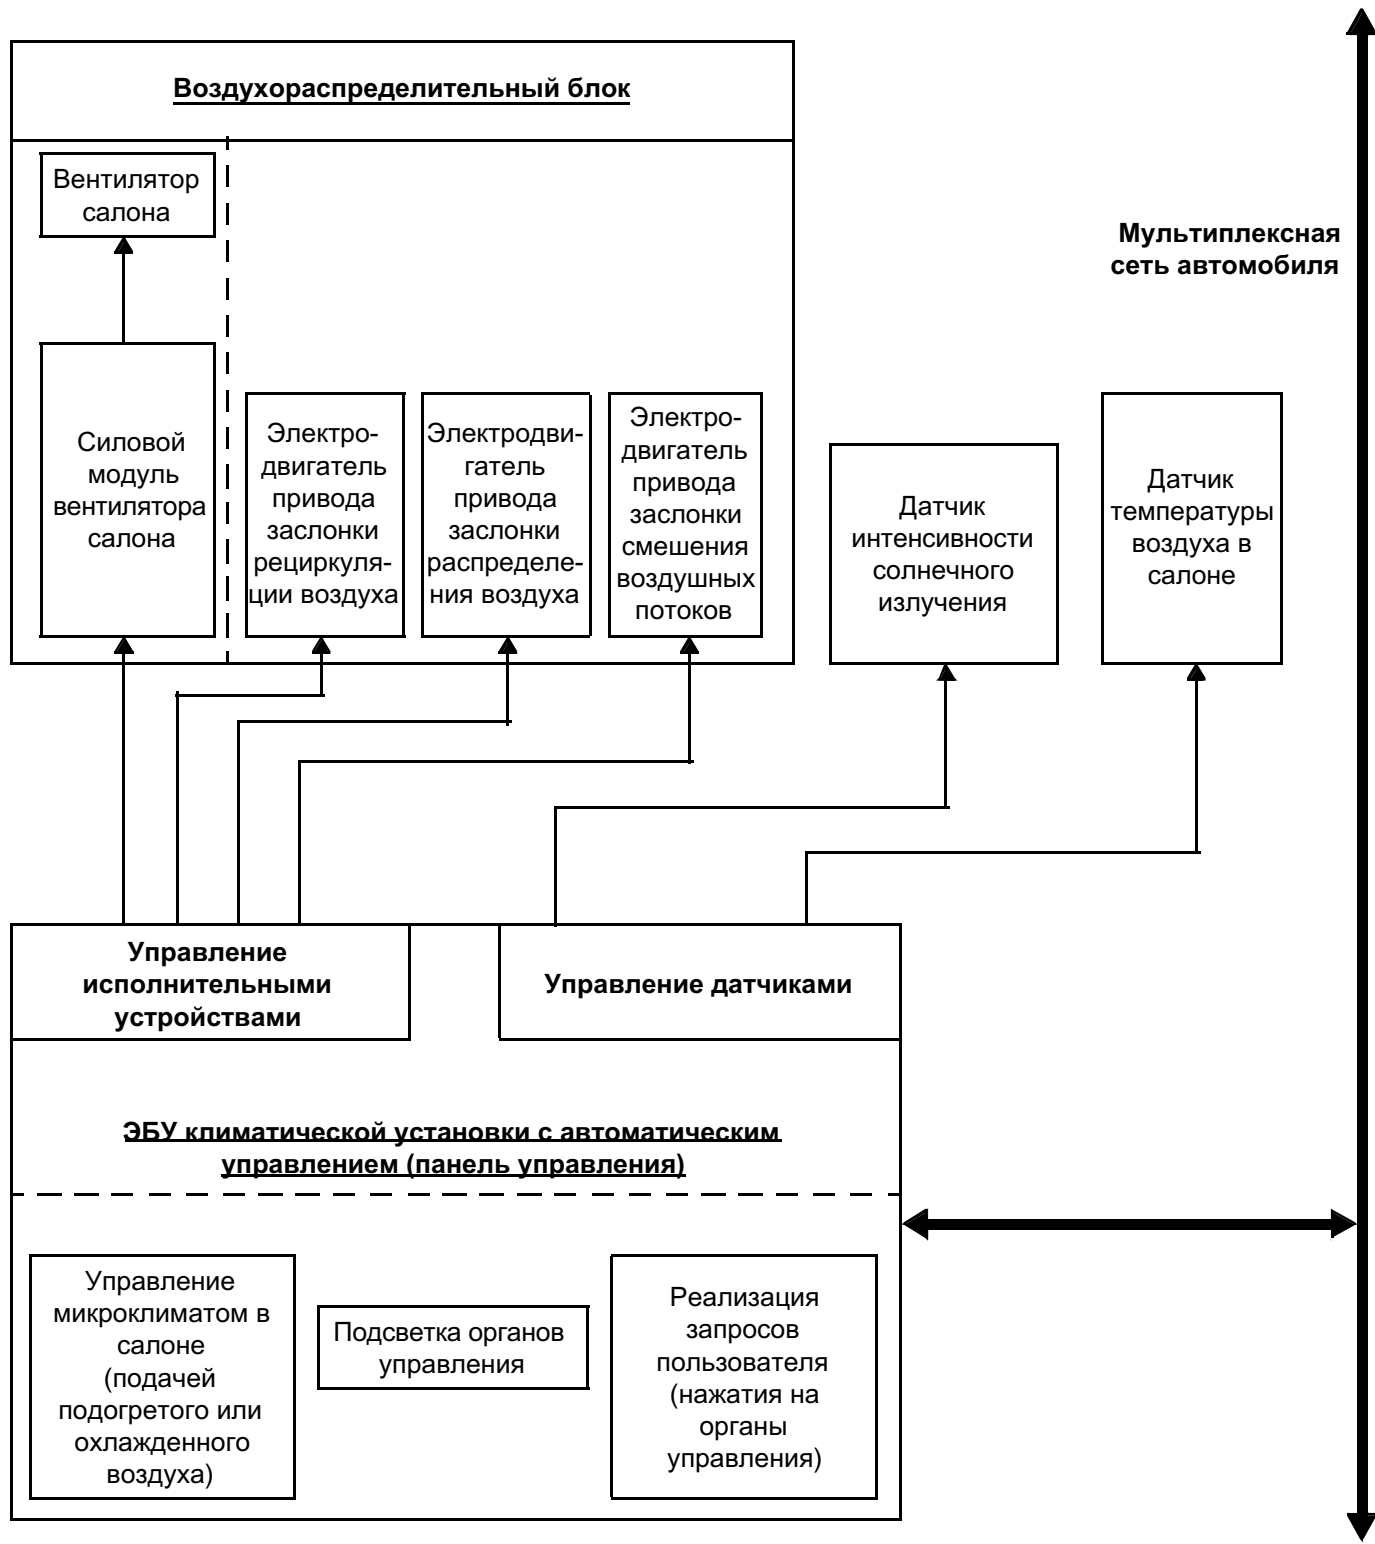 Воздухораспределительный блок
Вентилятор
салона
Мультиплексная
сеть автомобиля
Силовой
модуль
вентилятора
салона
Электро-
двигатель
привода
заслонки
рециркуля-
ции воздуха
Электродви-
гатель
привода
заслонки
распределе-
ния воздуха
Электро-
двигатель
привода
заслонки
смешения
воздушных
потоков
Датчик
интенсивности
солнечного
излучения
Датчик
температуры
воздуха в
салоне
Управление
исполнительными
устройствами
Управление датчиками
ЭБУ климатической установки с автоматическим
управлением (панель управления)
Управление
микроклиматом в
салоне
(подачей
подогретого или
охлажденного
воздуха)
Подсветка органов
управления
Реализация
запросов
пользователя
(нажатия на
органы
управления)